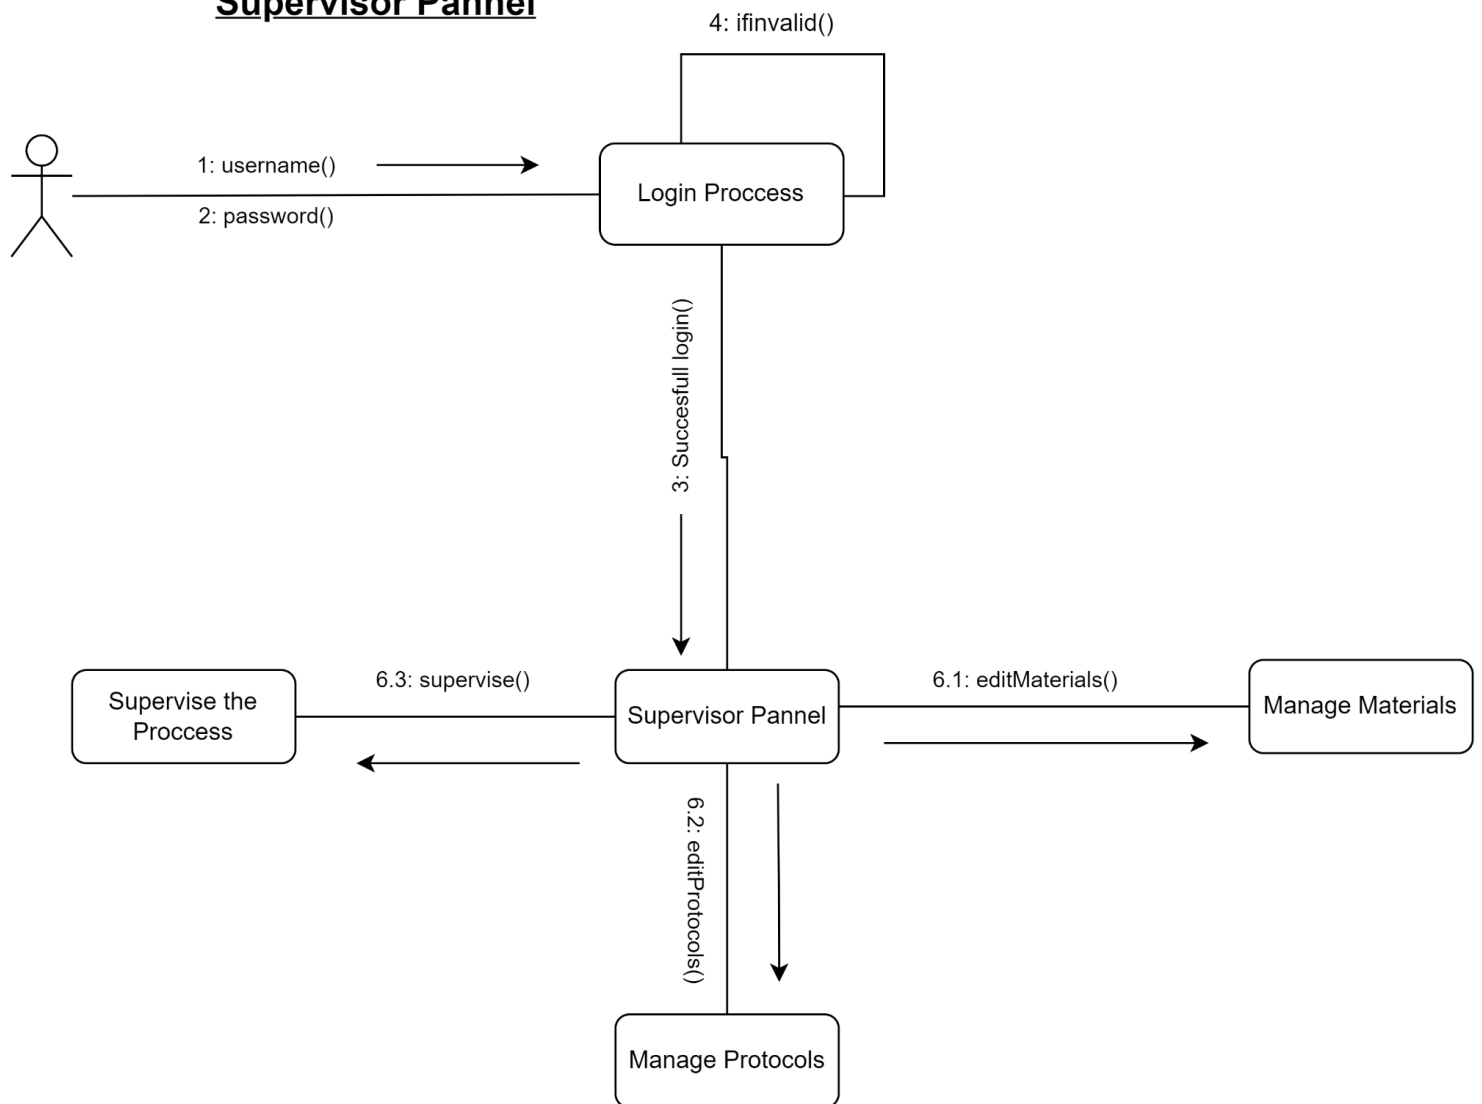 Supervisor Pannel
4: ifinvalid()
1: username()
2: password()
Login Proccess
3: Successfull login()
6.3: supervise()
6.1: editMaterials()
Supervise the
Proccess
Supervisor Pannel
Manage Materials
6.2: editProtocols()
Manage Protocols